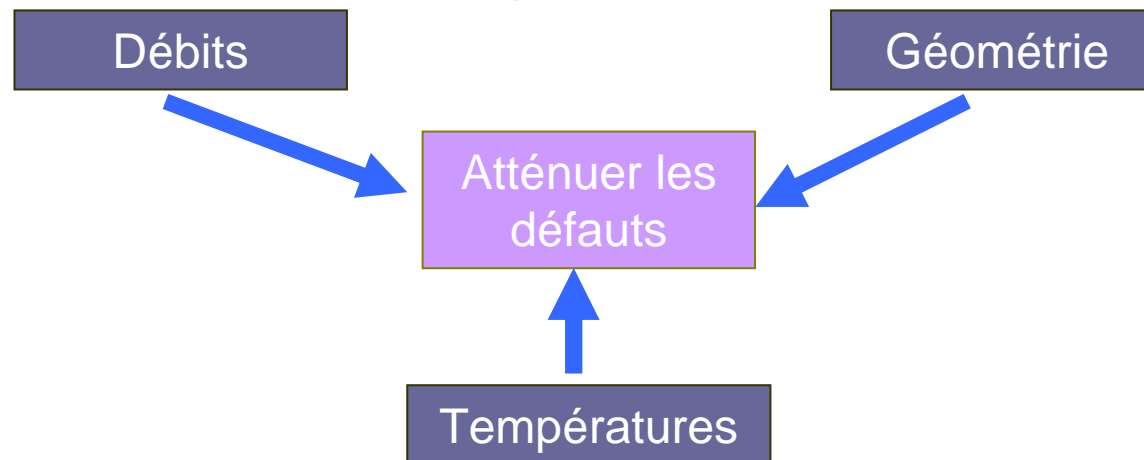 Débits
Géométrie
Atténuer les
défauts
Températures